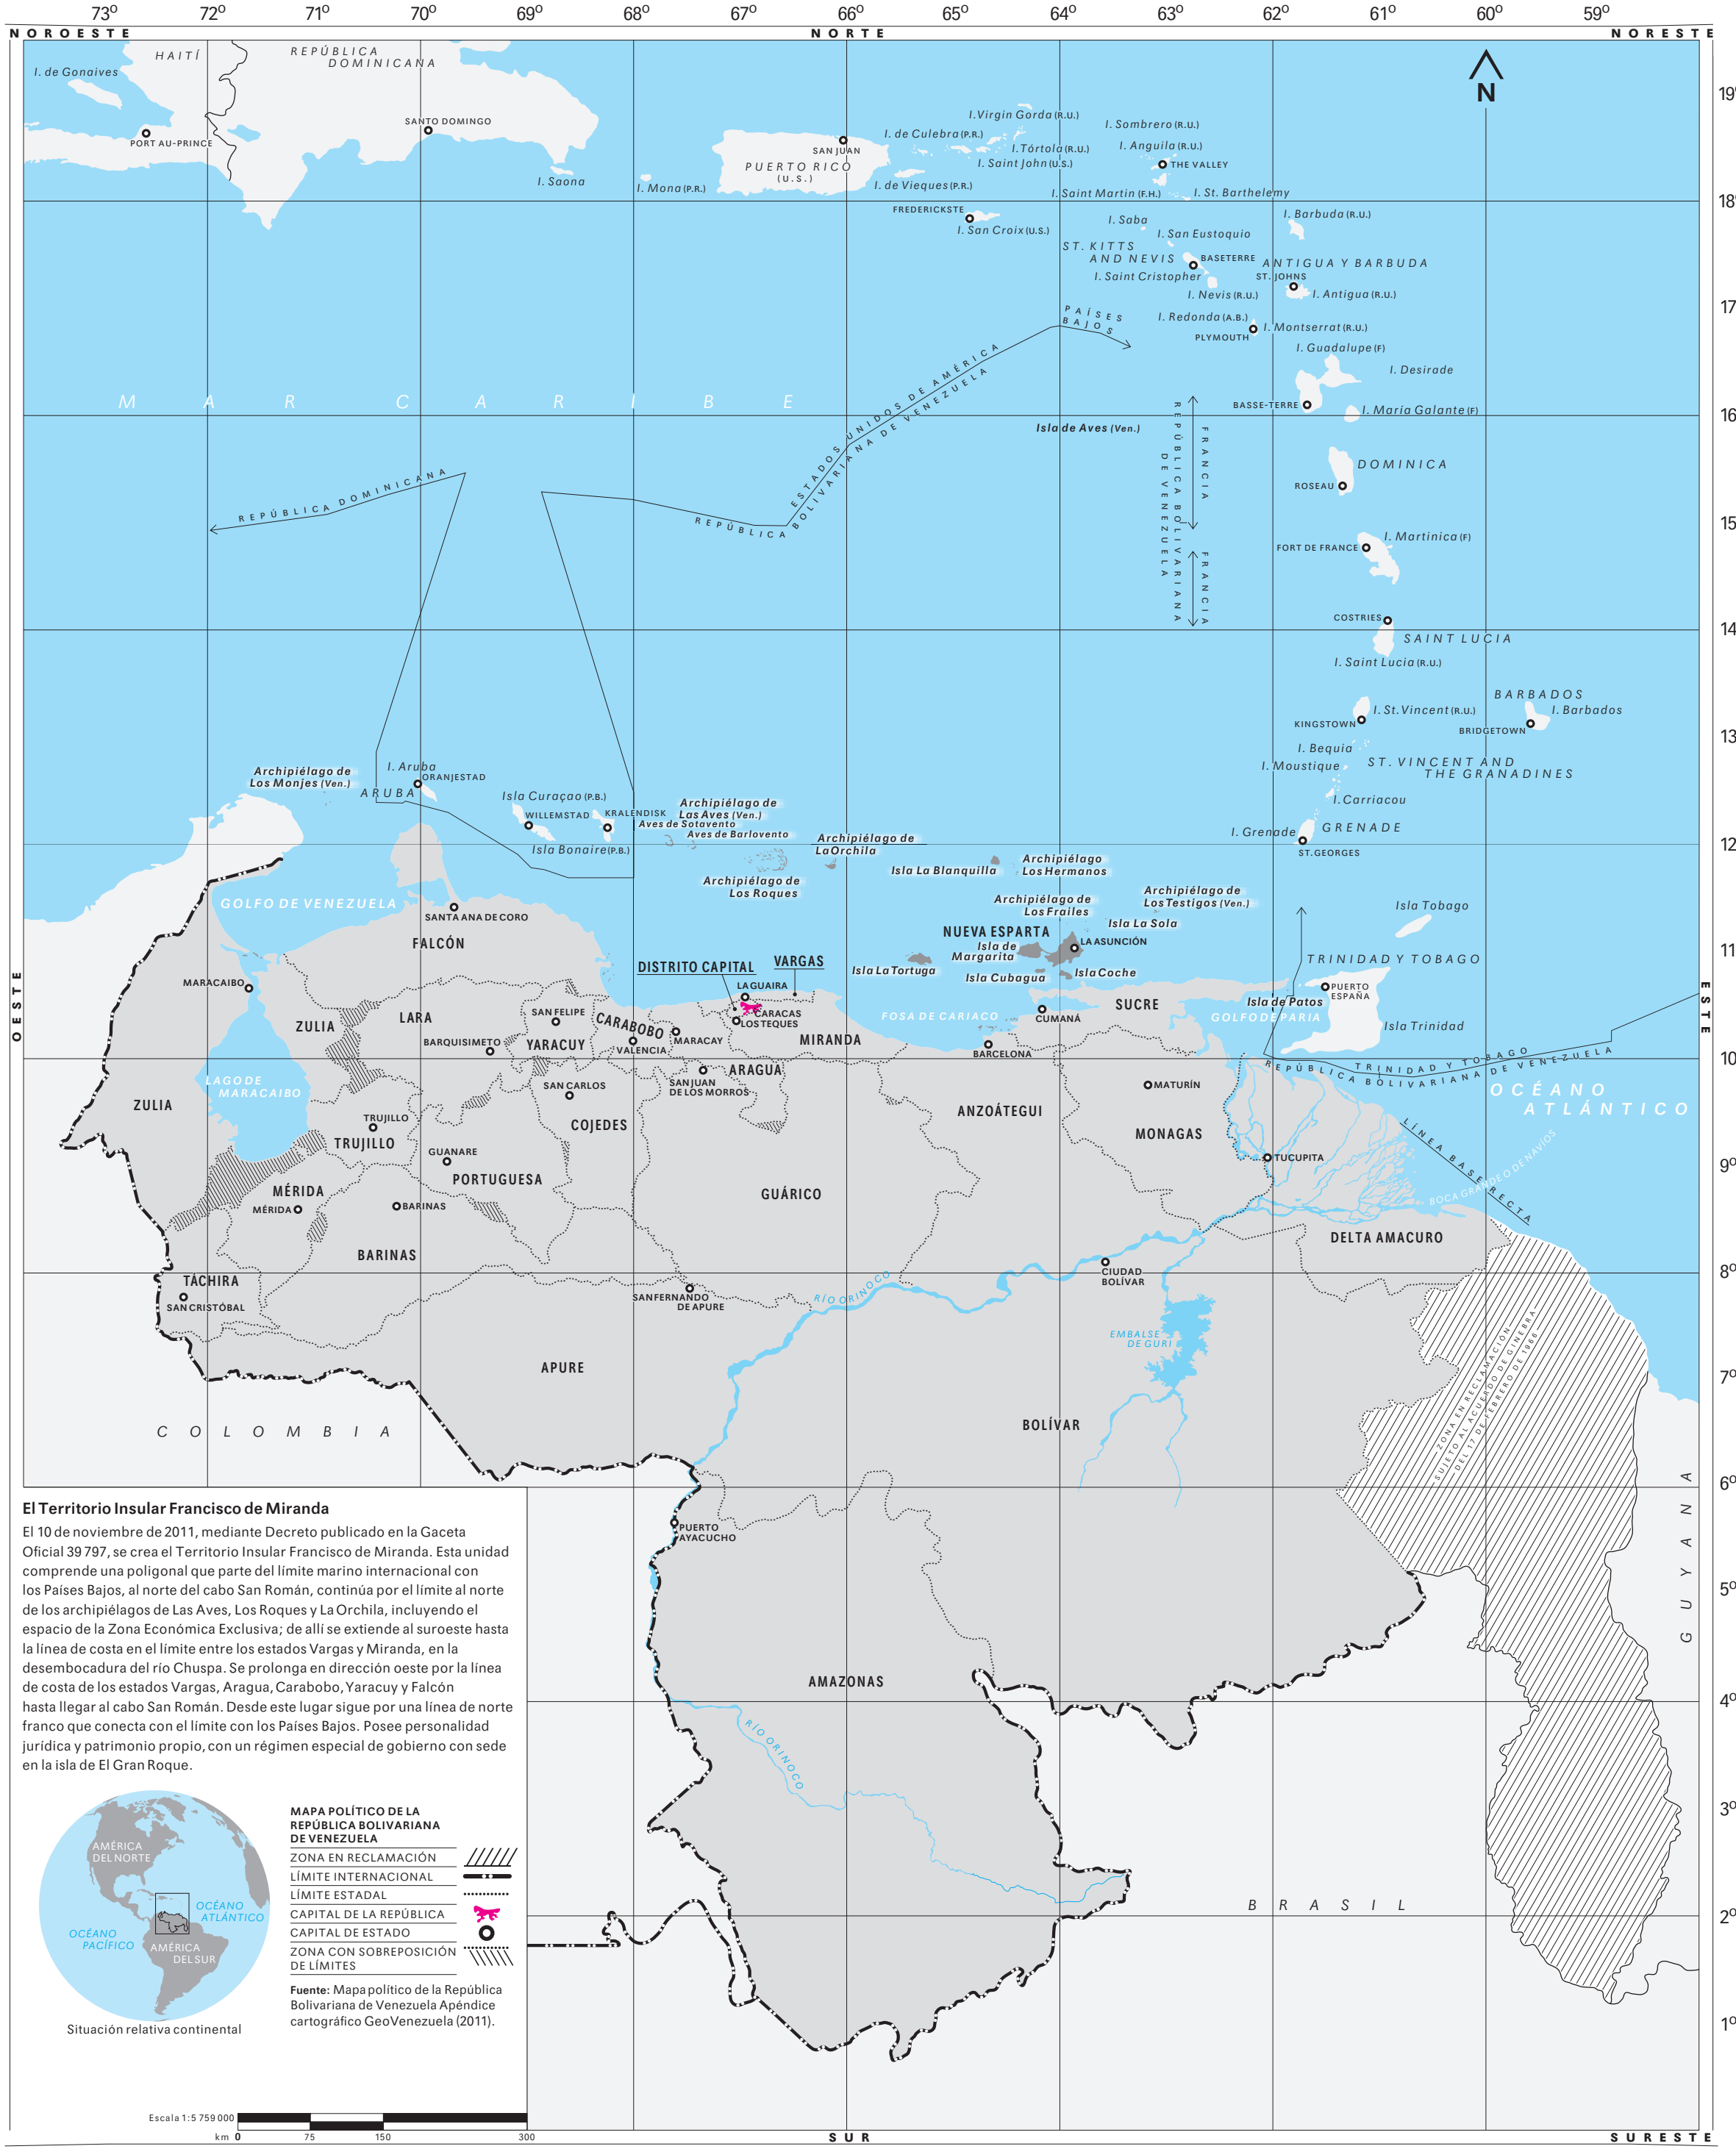 73º 72º 71º 70º 69º 68º 67º 66º 65º 64º 63º 62º 61º 60º 59º
NOROESTE
NORTE
NORESTE
N
HAITÍ
REPÚBLICA
DOMINICANA
I. de Gonaives
PORT AU-PRINCE
SANTO DOMINGO
I. Saona
I. Mona (P.R.)
SAN JUAN
PUERTO RICO
(U.S.)
I. Virgin Gorda (R.U.)
I. de Culebra (P.R.)
I. Tórtola (R.U.)
I. Saint John (U.S.)
I. de Vieques (P.R.)
I. Sombrero (R.U.)
I. Anguila (R.U.)
THE VALLEY
I. Saint Martin (F.H.)
I. St. Barthelemy
FREDERICKSTE
I. San Croix (U.S.)
I. Saba
I. San Eustoquio
ST. KITTS
AND NEVIS
BASETERRE
I. Saint Cristopher
I. Nevis (R.U.)
I. Barbuda (R.U.)
ANTIGUA Y BARBUDA
ST. JOHNS
I. Antigua (R.U.)
I. Redonda (A.B.)
PLYMOUTH
I. Montserrat (R.U.)
I. Guadalupe (F)
I. Desirade
BASSE-TERRE
I. María Galante (F)
PAÍSES
BAJOS
MAR CARIBE
ESTADOS UNIDOS DE AMÉRICA
REPÚBLICA BOLIVARIANA DE VENEZUELA
REPÚBLICA DOMINICANA
Isla de Aves (Ven.)
REPÚBLICA BOLIVARIANA
DE VENEZUELA
FRANCIA
FRANCIA
DOMINICA
ROSEAU
FORT DE FRANCE
I. Martinica (F)
COSTRIES
SAINT LUCIA
I. Saint Lucia (R.U.)
BARBADOS
I. Barbados
BRIDGETOWN
I. St. Vincent (R.U.)
KINGSTOWN
I. Bequia
I. Moustique
ST. VINCENT AND
THE GRANADINES
I. Carriacou
I. Grenade
GRENADE
ST. GEORGES
Archipiélago de
Los Monjes (Ven.)
I. Aruba
ORANJESTAD
ARUBA
Isla Curaçao (P.B.)
WILLEMSTAD
KRALENDISK
Isla Bonaire (P.B.)
Archipiélago de
Las Aves (Ven.)
Aves de Sotavento
Aves de Barlovento
Archipiélago de
La Orchila
Archipiélago de
Los Roques
Isla La Blanquilla
Archipiélago
Los Hermanos
Archipiélago de
Los Frailes
Archipiélago de
Los Testigos (Ven.)
Isla La Sola
NUEVA ESPARTA
LA ASUNCIÓN
Isla de
Margarita
Isla La Tortuga
Isla Cubagua
Isla Coche
Isla Tobago
TRINIDAD Y TOBAGO
PUERTO
ESPAÑA
Isla de Patos
Isla Trinidad
GOLFO DE PARIA
GOLFO DE VENEZUELA
SANTA ANA DE CORO
FALCÓN
DISTRITO CAPITAL
VARGAS
LA GUAIRA
CARACAS
LOS TEQUES
MARACAIBO
ZULIA
LARA
SAN FELIPE
CARABOBO
BARQUISIMETO
YARACUY
VALENCIA
MARACAY
MIRANDA
FOSA DE CARIACO
CUMANÁ
SUCRE
BARCELONA
LAGO DE
MARACAIBO
ZULIA
SAN CARLOS
SAN JUAN
DE LOS MORROS
ARAGUA
TRUJILLO
TRUJILLO
COJEDES
GUANARE
PORTUGUESA
ANZOÁTEGUI
MATURÍN
MONAGAS
TUCUPITA
TRINIDAD Y TOBAGO
REPÚBLICA BOLIVARIANA DE VENEZUELA
OCÉANO
ATLÁNTICO
LÍNEA BASE RECTA
BOCA GRANDE O DE NAVÍOS
MÉRIDA
MÉRIDA
BARINAS
BARINAS
GUÁRICO
DELTA AMACURO
TÁCHIRA
SAN CRISTÓBAL
SAN FERNANDO
DE APURE
RÍO ORINOCO
CIUDAD
BOLÍVAR
EMBALSE
DE GURI
APURE
BOLÍVAR
ZONA EN RECLAMACIÓN
SUJETO AL ACUERDO DE GINEBRA
DEL 17 DE FEBRERO DE 1966
COLOMBIA
GUYANA
PUERTO
AYACUCHO
AMAZONAS
RÍO ORINOCO
BRASIL
OESTE
ESTE
19º
18º
17º
16º
15º
14º
13º
12º
11º
10º
9º
8º
7º
6º
5º
4º
3º
2º
1º
El Territorio Insular Francisco de Miranda
El 10 de noviembre de 2011, mediante Decreto publicado en la Gaceta
Oficial 39 797, se crea el Territorio Insular Francisco de Miranda. Esta unidad
comprende una poligonal que parte del límite marino internacional con
los Países Bajos, al norte del cabo San Román, continúa por el límite al norte
de los archipiélagos de Las Aves, Los Roques y La Orchila, incluyendo el
espacio de la Zona Económica Exclusiva; de allí se extiende al suroeste hasta
la línea de costa en el límite entre los estados Vargas y Miranda, en la
desembocadura del río Chuspa. Se prolonga en dirección oeste por la línea
de costa de los estados Vargas, Aragua, Carabobo, Yaracuy y Falcón
hasta llegar al cabo San Román. Desde este lugar sigue por una línea de norte
franco que conecta con el límite con los Países Bajos. Posee personalidad
jurídica y patrimonio propio, con un régimen especial de gobierno con sede
en la isla de El Gran Roque.
AMÉRICA
DEL NORTE
OCÉANO
ATLÁNTICO
OCÉANO
PACÍFICO
AMÉRICA
DEL SUR
Situación relativa continental
MAPA POLÍTICO DE LA
REPÚBLICA BOLIVARIANA
DE VENEZUELA
ZONA EN RECLAMACIÓN
LÍMITE INTERNACIONAL
LÍMITE ESTADAL
CAPITAL DE LA REPÚBLICA
CAPITAL DE ESTADO
ZONA CON SOBREPOSICIÓN
DE LÍMITES
Fuente: Mapa político de la República
Bolivariana de Venezuela Apéndice
cartográfico GeoVenezuela (2011).
Escala 1:5 759 000
km 0 75 150 300
SUR
SURESTE